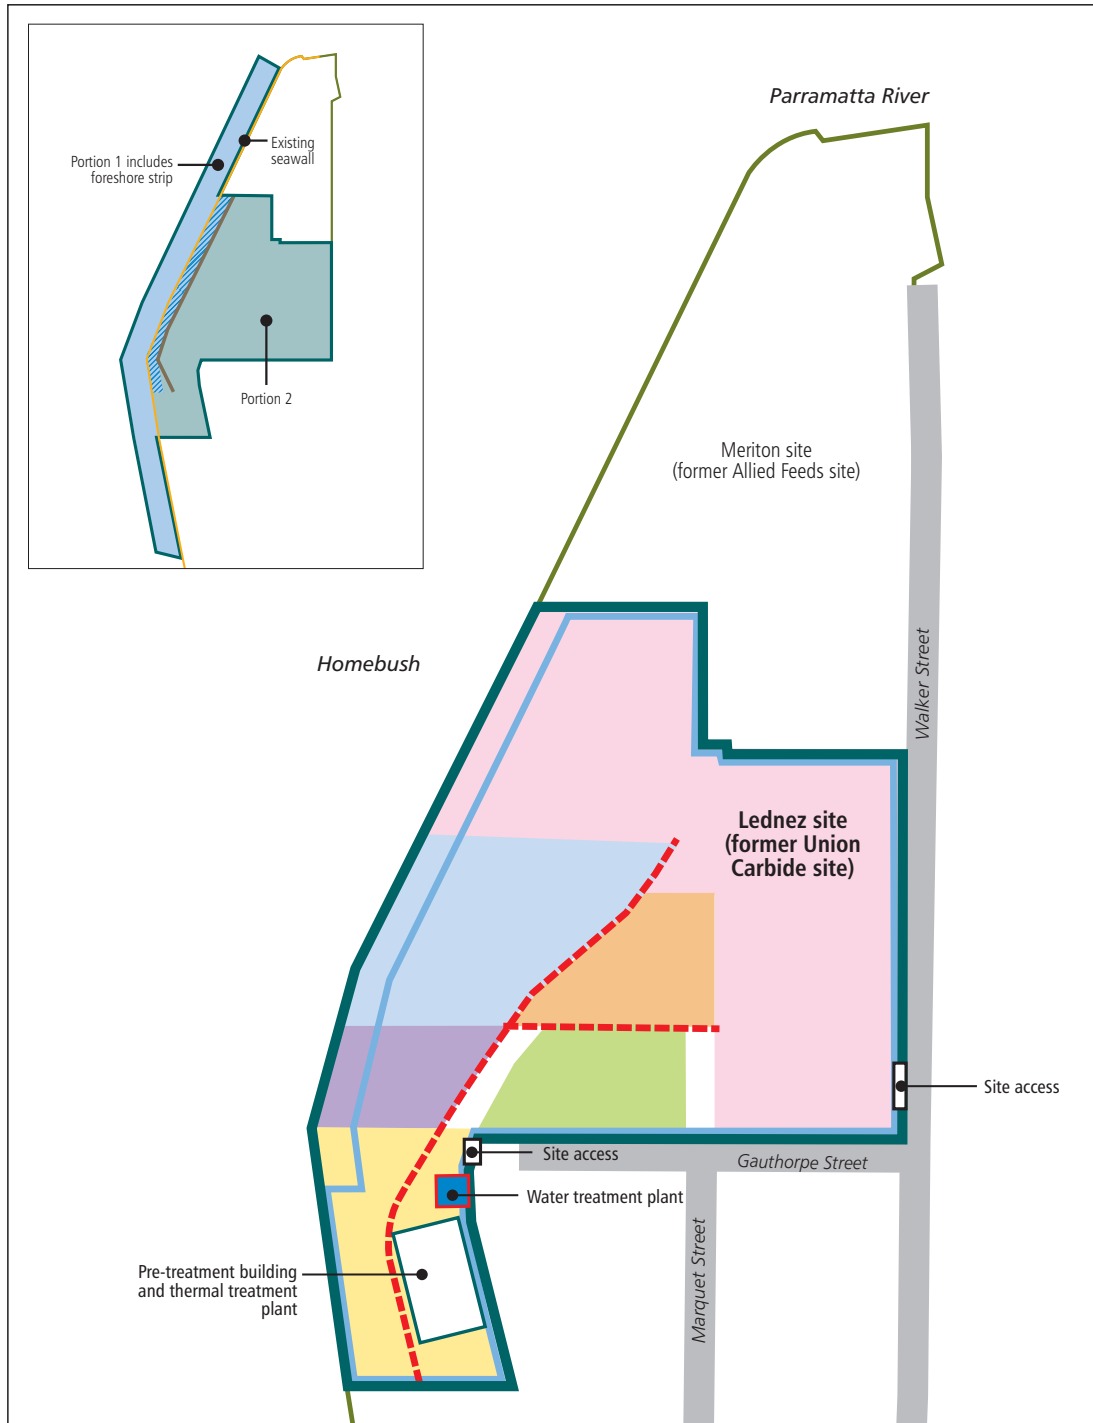 Parramatta River
Existing
seawall
Portion 1 includes
foreshore strip
Portion 2
Meriton site
(former Allied Feeds site)
Homebush
Walker Street
Lednez site
(former Union
Carbide site)
Site access
Site access
Gauthorpe Street
Water treatment plant
Marquet Street
Pre-treatment building
and thermal treatment
plant